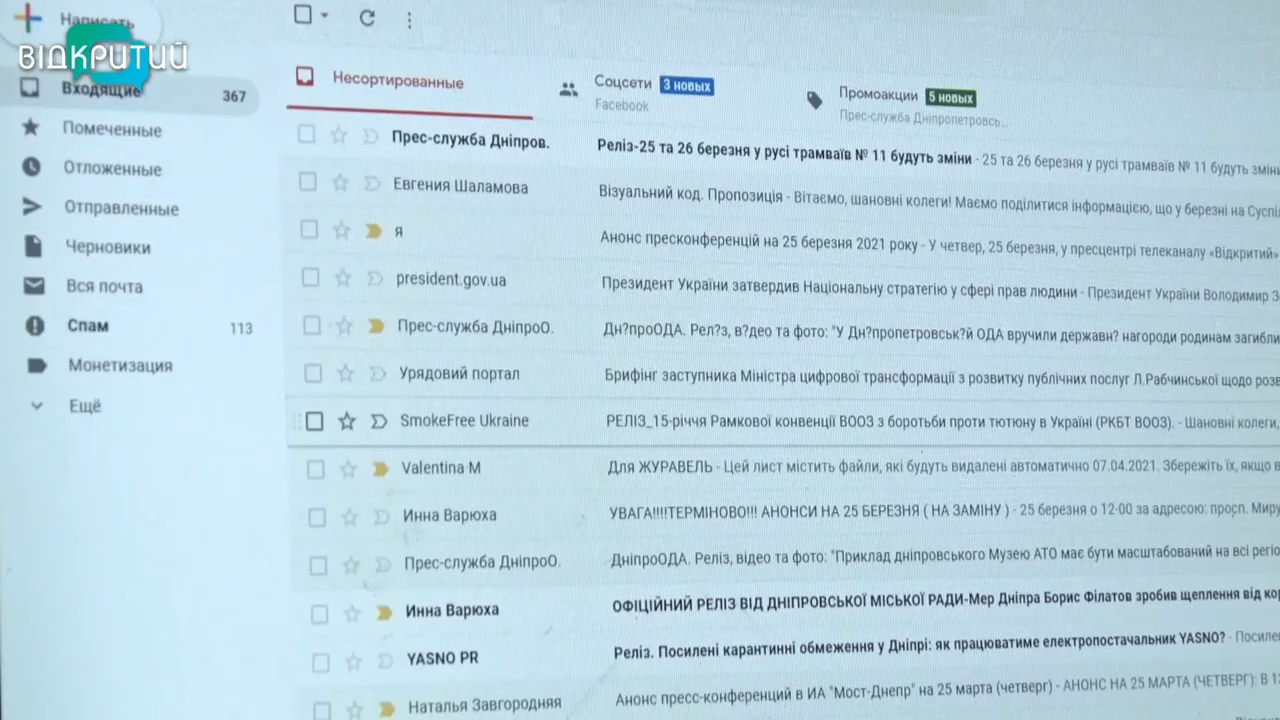 Написать
ВІДКРИТИЙ
Входящие 367
Помеченные
Отложенные
Отправленные
Черновики
Вся почта
Спам 113
Монетизация
Ещё
Несортированные
Соцсети 3 новых
Facebook
Промоакции 5 новых
Прес-служба Дніпропетровсь...
Прес-служба Дніпров. Реліз-25 та 26 березня у русі трамваїв № 11 будуть зміни - 25 та 26 березня у русі трамваїв № 11 будуть зміни
Евгения Шаламова Візуальний код. Пропозиція - Вітаємо, шановні колеги! Маємо поділитися інформацією, що у березні на Суспі
я Анонс пресконференцій на 25 березня 2021 року - У четвер, 25 березня, у пресцентрі телеканалу «Відкритий»
president.gov.ua Президент України затвердив Національну стратегію у сфері прав людини - Президент України Володимир З
Прес-служба ДніпроО. Дн?проОДА. Рел?з, в?део та фото: "У Дн?пропетровськ?й ОДА вручили державн? нагороди родинам загибли
Урядовий портал Брифінг заступника Міністра цифрової трансформації з розвитку публічних послуг Л.Рабчинської щодо розв
SmokeFree Ukraine РЕЛІЗ_15-річчя Рамкової конвенції ВООЗ з боротьби проти тютюну в Україні (РКБТ ВООЗ). - Шановні колеги,
Valentina M Для ЖУРАВЕЛЬ - Цей лист містить файли, які будуть видалені автоматично 07.04.2021. Збережіть їх, якщо в
Инна Варюха УВАГА!!!!ТЕРМІНОВО!!! АНОНСИ НА 25 БЕРЕЗНЯ ( НА ЗАМІНУ ) - 25 березня о 12-00 за адресою: просп. Миру
Прес-служба ДніпроО. ДніпроОДА. Реліз, відео та фото: "Приклад дніпровського Музею АТО має бути масштабований на всі регіо
Инна Варюха ОФІЦІЙНИЙ РЕЛІЗ ВІД ДНІПРОВСЬКОЇ МІСЬКОЇ РАДИ-Мер Дніпра Борис Філатов зробив щеплення від кор
YASNO PR Реліз. Посилені карантинні обмеження у Дніпрі: як працюватиме електропостачальник YASNO? - Посилен
Наталья Завгородняя Анонс пресс-конференций в ИА "Мост-Днепр" на 25 марта (четверг) - АНОНС НА 25 МАРТА (ЧЕТВЕРГ): В 1